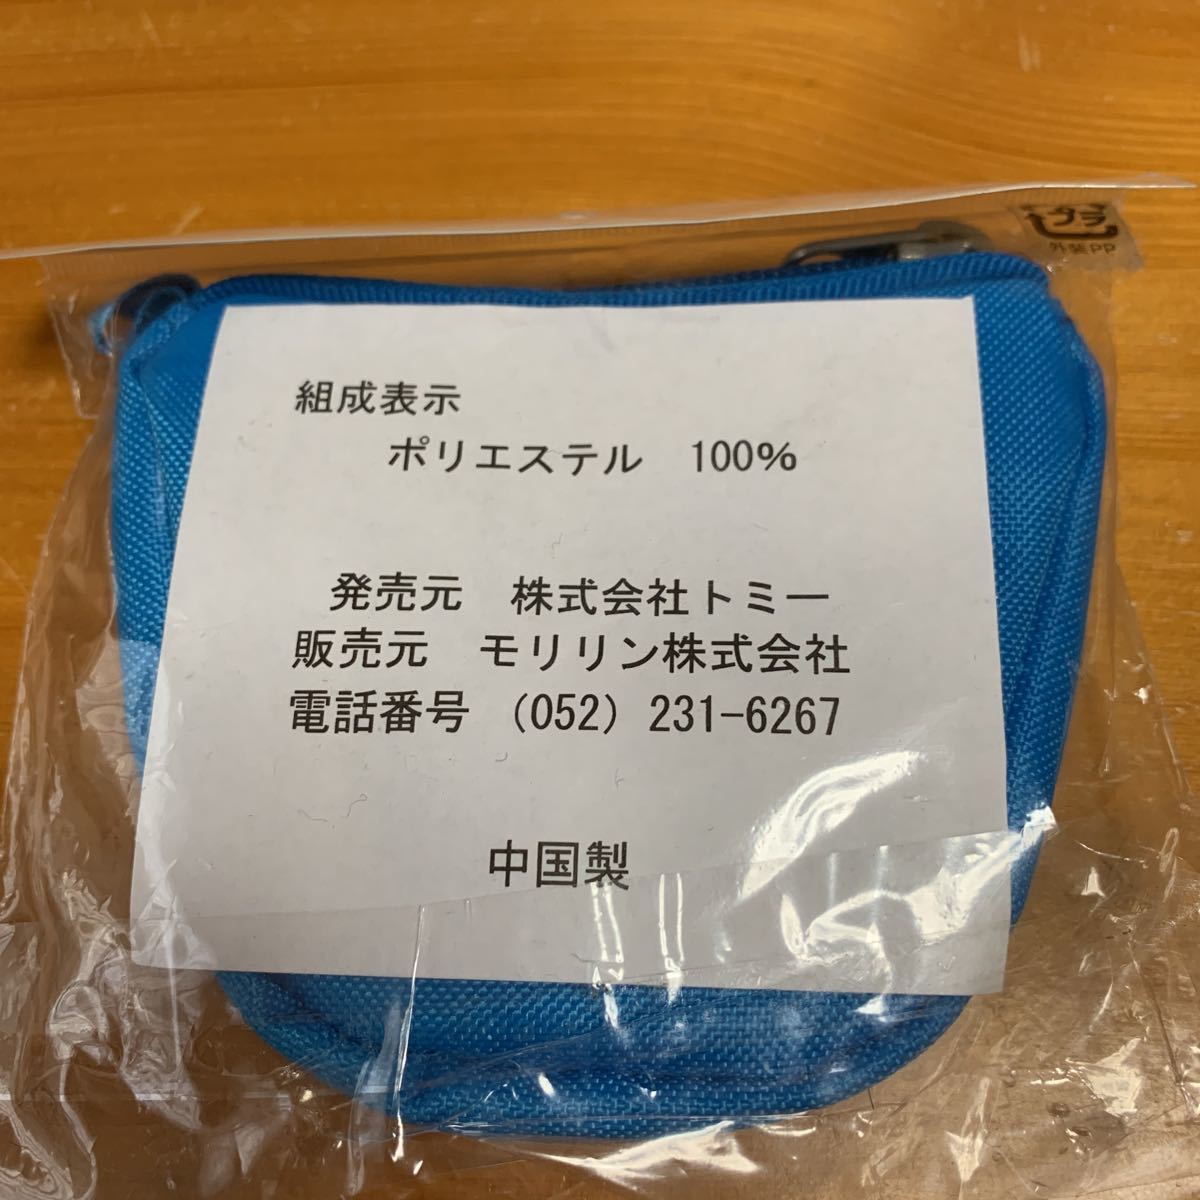 プラ
外装PP
組成表示
ポリエステル 100%
発売元 株式会社トミー
販売元 モリリン株式会社
電話番号 (052) 231-6267
中国製